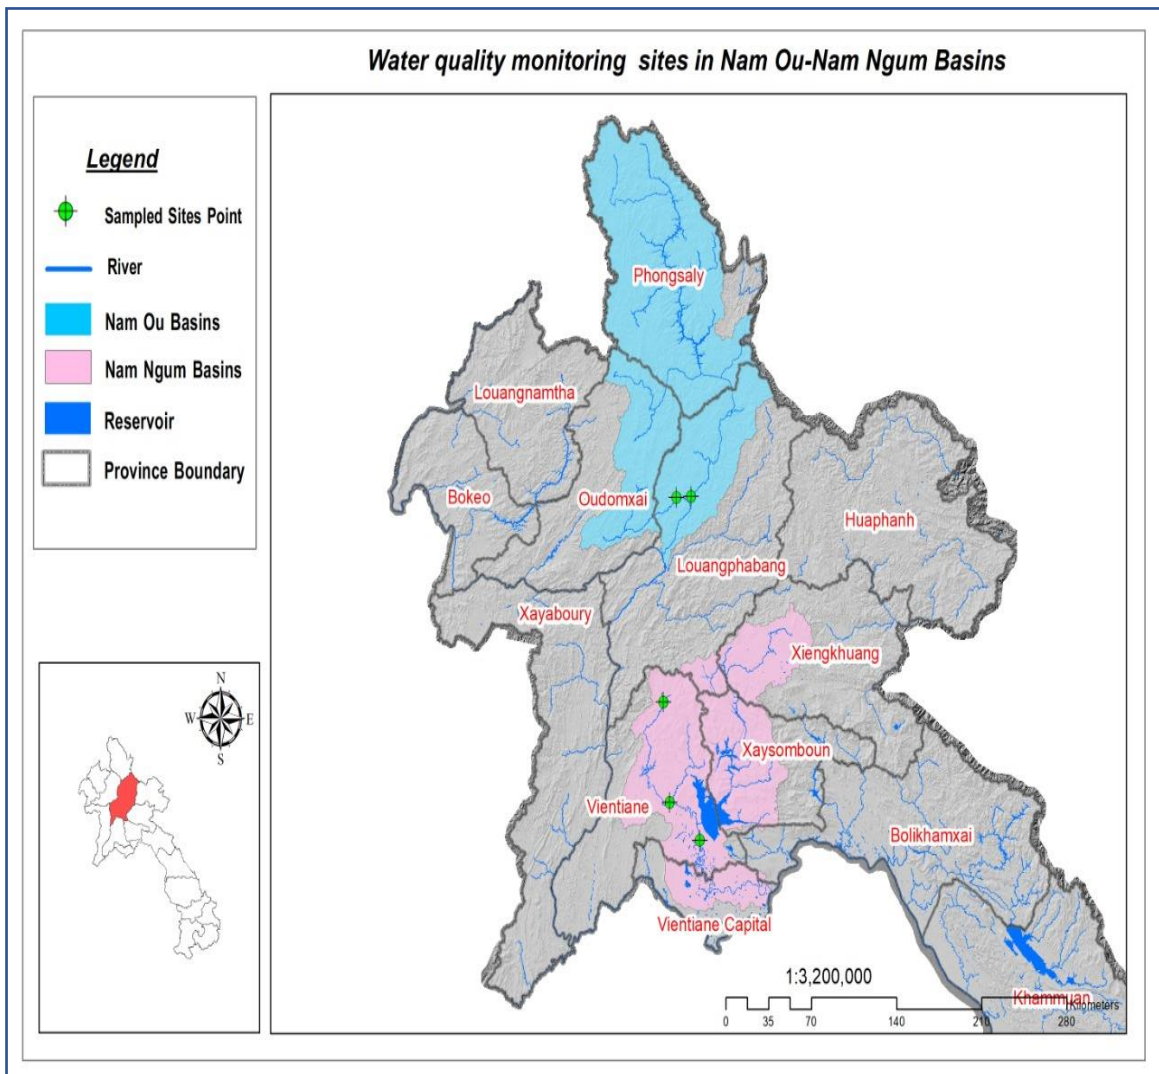 Water quality monitoring sites in Nam Ou-Nam Ngum Basins
Legend
Sampled Sites Point
River
Nam Ou Basins
Nam Ngum Basins
Reservoir
Province Boundary
N
W
E
S
Phongsaly
Louangnamtha
Bokeo
Oudomxai
Huaphanh
Louangphabang
Xayaboury
Xiengkhuang
Xaysomboun
Vientiane
Bolikhamxai
Vientiane Capital
Khammuan
1:3,200,000
Kilometers
0 35 70 140 210 280